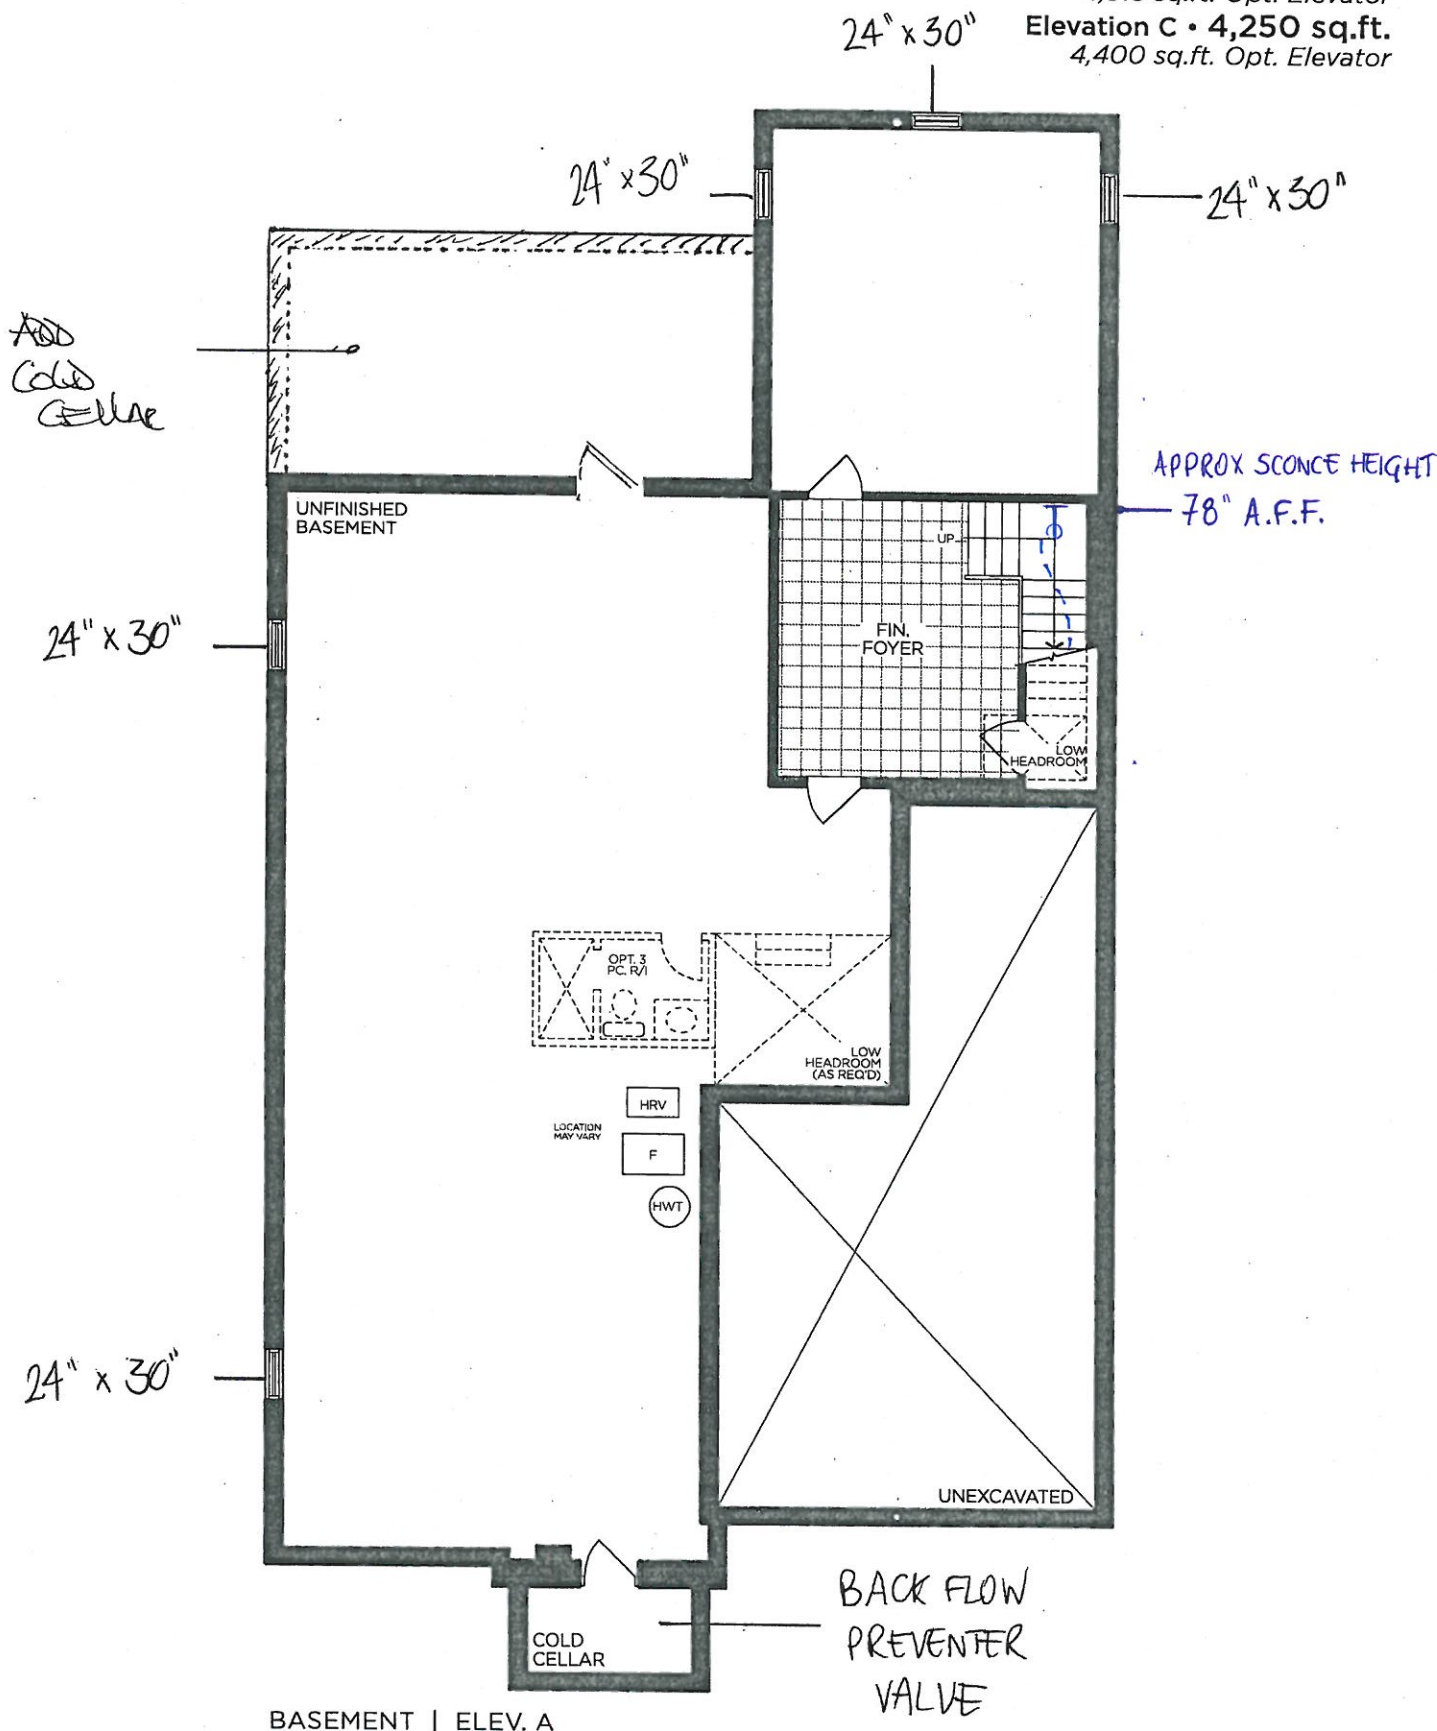 Elevation C • 4,250 sq.ft.
4,400 sq.ft. Opt. Elevator
24" x 30"
24" x 30"
24" x 30"
ADD
COLD
CELLAR
APPROX SCONCE HEIGHT
78" A.F.F.
UNFINISHED
BASEMENT
UP
24" x 30"
FIN.
FOYER
LOW
HEADROOM
OPT. 3
PC. R/I
LOW
HEADROOM
(AS REQ'D)
HRV
LOCATION
MAY VARY
F
HWT
24" x 30"
UNEXCAVATED
BACK FLOW
PREVENTER
VALVE
COLD
CELLAR
BASEMENT | ELEV. A